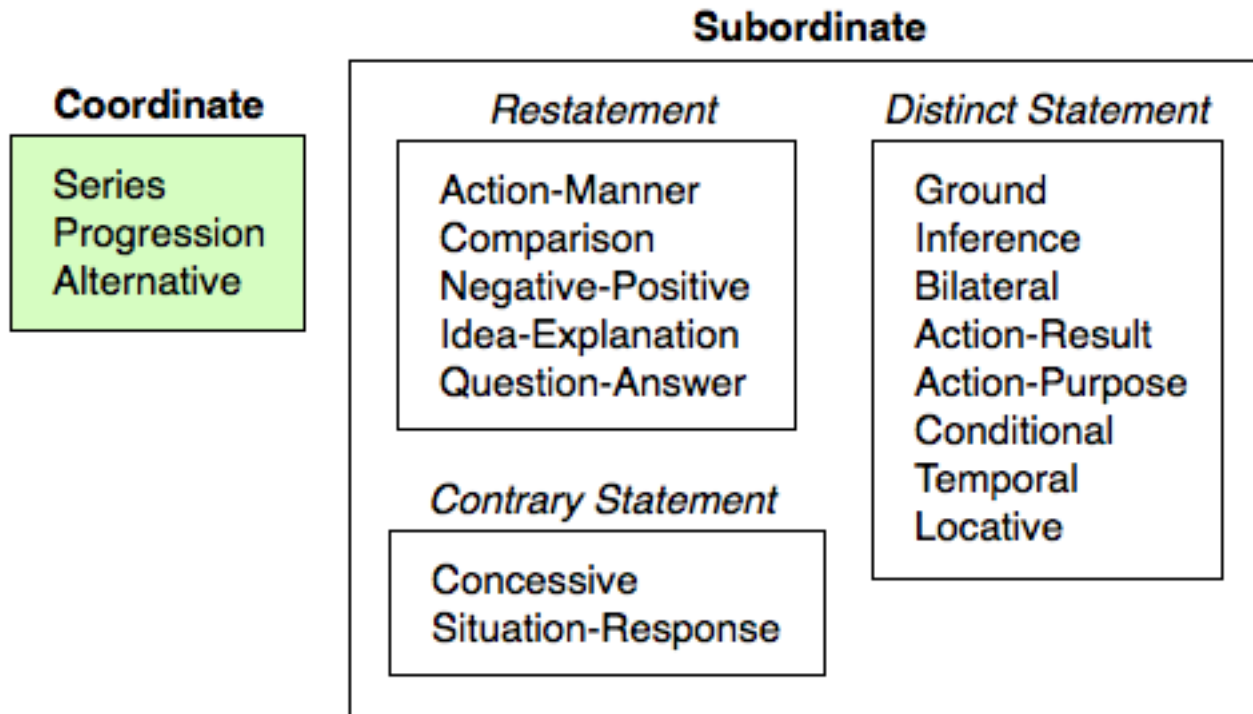 Subordinate
Coordinate
Series
Progression
Alternative
Restatement
Action-Manner
Comparison
Negative-Positive
Idea-Explanation
Question-Answer
Contrary Statement
Concessive
Situation-Response
Distinct Statement
Ground
Inference
Bilateral
Action-Result
Action-Purpose
Conditional
Temporal
Locative